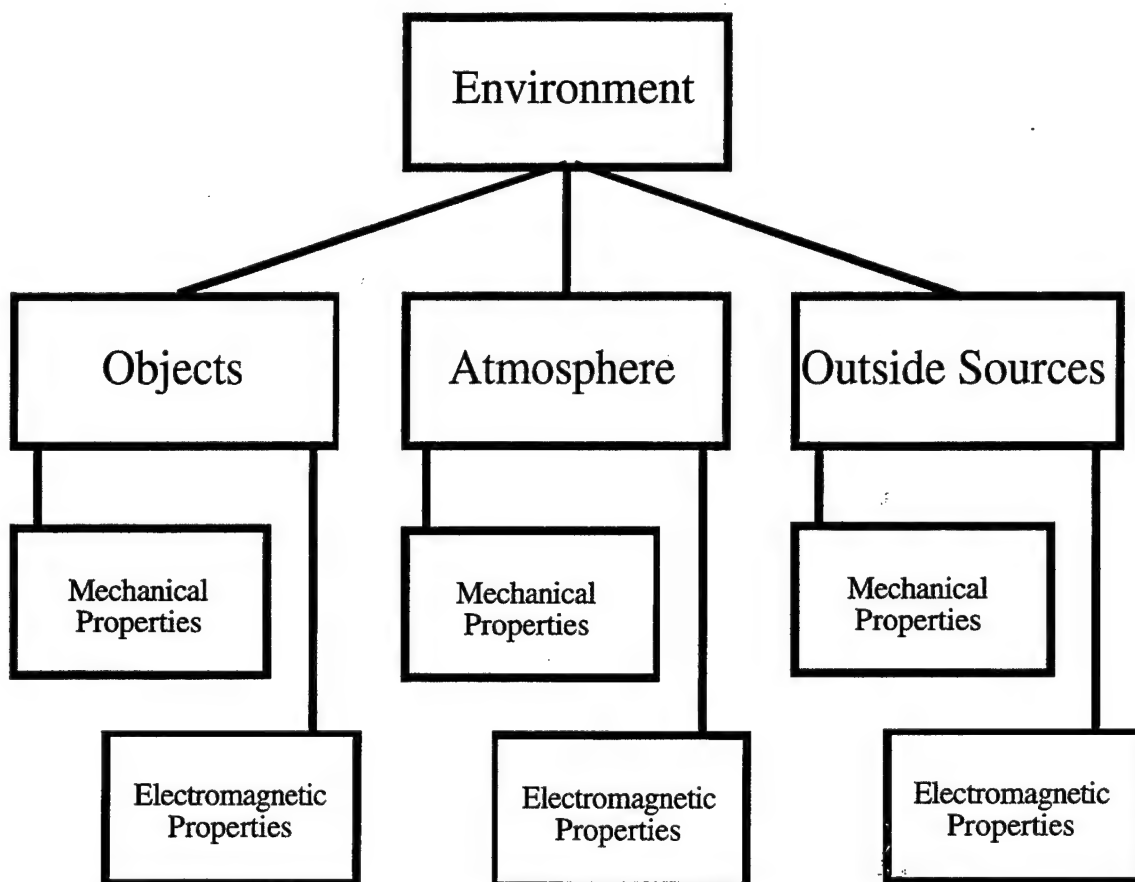 Environment
Objects
Atmosphere
Outside Sources
Mechanical
Properties
Mechanical
Properties
Mechanical
Properties
Electromagnetic
Properties
Electromagnetic
Properties
Electromagnetic
Properties